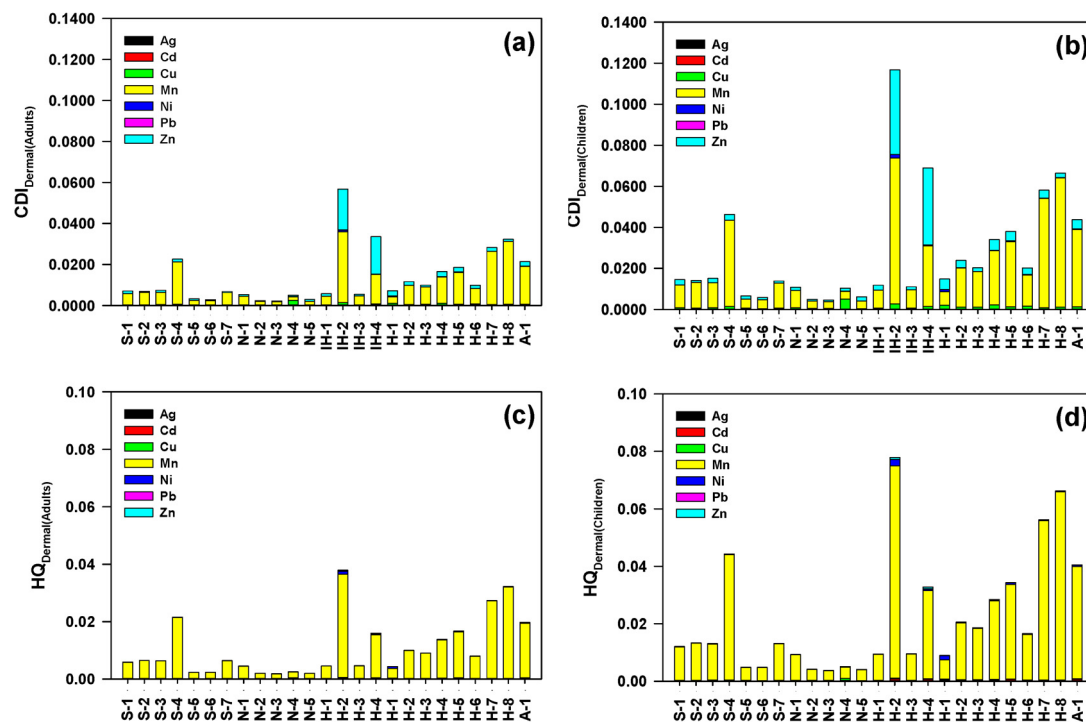 (a)
0.1400
0.1200
0.1000
0.0800
0.0600
0.0400
0.0200
0.0000
CDI Dermal(Adults)
Ag
Cd
Cu
Mn
Ni
Pb
Zn
S-1 S-2 S-3 S-4 S-5 S-6 S-7 N-1 N-2 N-3 N-4 N-5 IH-1 IH-2 IH-3 IH-4 H-1 H-2 H-3 H-4 H-5 H-6 H-7 H-8 A-1
(b)
0.1400
0.1200
0.1000
0.0800
0.0600
0.0400
0.0200
0.0000
CDI Dermal(Children)
Ag
Cd
Cu
Mn
Ni
Pb
Zn
S-1 S-2 S-3 S-4 S-5 S-6 S-7 N-1 N-2 N-3 N-4 N-5 IH-1 IH-2 IH-3 IH-4 H-1 H-2 H-3 H-4 H-5 H-6 H-7 H-8 A-1
(c)
0.10
0.08
0.06
0.04
0.02
0.00
HQ Dermal(Adults)
Ag
Cd
Cu
Mn
Ni
Pb
Zn
S-1 S-2 S-3 S-4 S-5 S-6 S-7 N-1 N-2 N-3 N-4 N-5 H-1 H-2 H-3 H-4 H-1 H-2 H-3 H-4 H-5 H-6 H-7 H-8 A-1
(d)
0.10
0.08
0.06
0.04
0.02
0.00
HQ Dermal(Children)
Ag
Cd
Cu
Mn
Ni
Pb
Zn
S-1 S-2 S-3 S-4 S-5 S-6 S-7 N-1 N-2 N-3 N-4 N-5 H-1 H-2 H-3 H-4 H-1 H-2 H-3 H-4 H-5 H-6 H-7 H-8 A-1